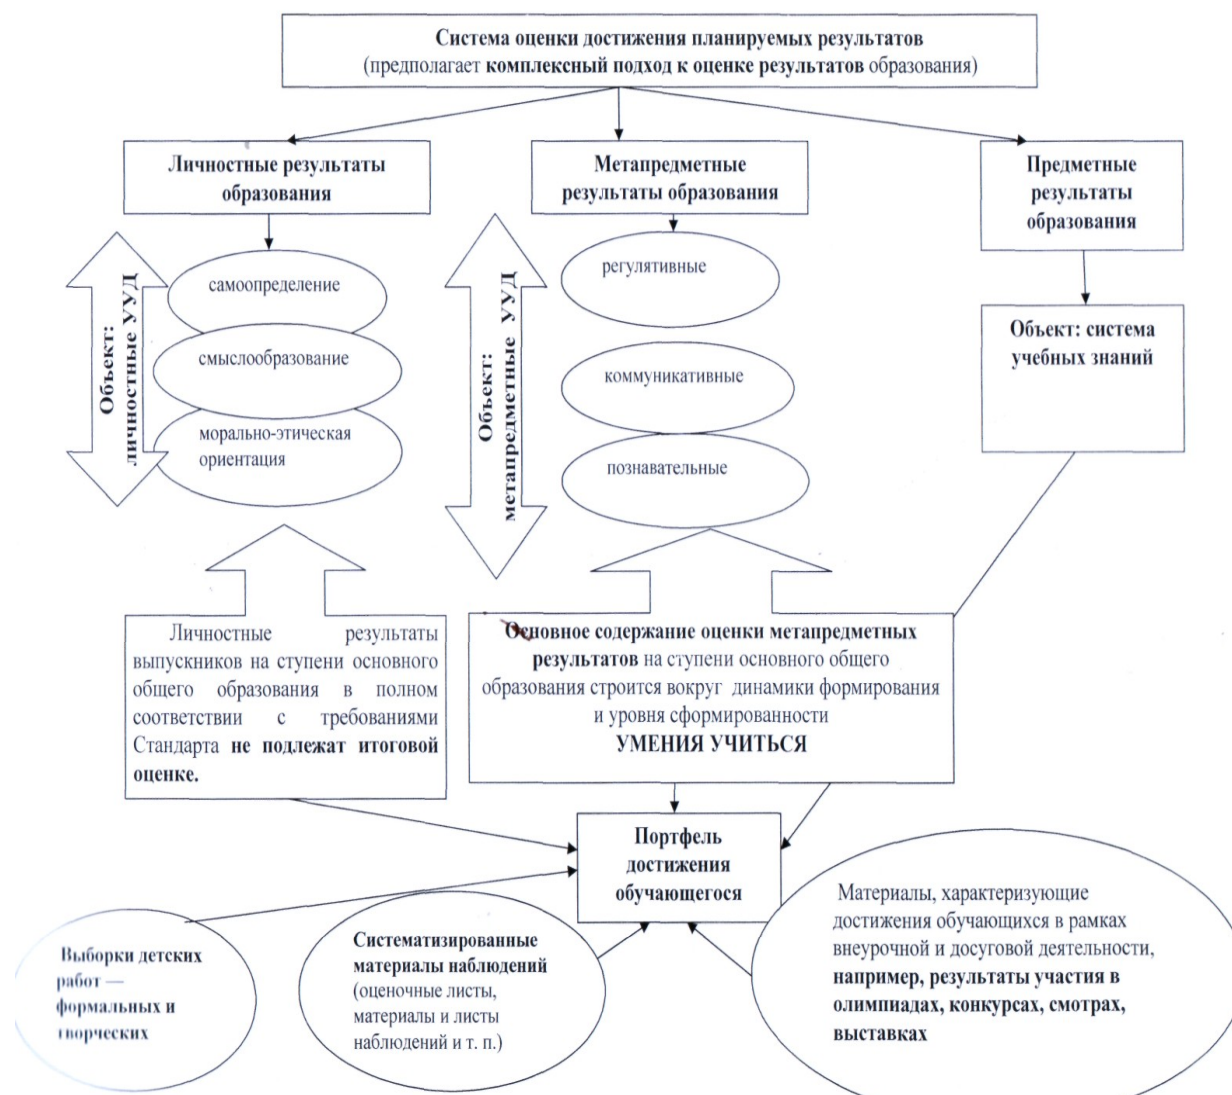 Система оценки достижения планируемых результатов
(предполагает комплексный подход к оценке результатов образования)
Личностные результаты
образования
Метапредметные
результаты образования
Предметные
результаты
образования
Объект:
личностные УУД
самоопределение
смыслообразование
морально-этическая
ориентация
Объект:
метапредметные УУД
регулятивные
коммуникативные
познавательные
Объект: система
учебных знаний
Личностные результаты
выпускников на ступени основного
общего образования в полном
соответствии с требованиями
Стандарта не подлежат итоговой
оценке.
Основное содержание оценки метапредметных
результатов на ступени основного общего
образования строится вокруг динамики формирования
и уровня сформированности
УМЕНИЯ УЧИТЬСЯ
Портфель
достижения
обучающегося
Выборки детских
работ —
формальных и
творческих
Систематизированные
материалы наблюдений
(оценочные листы,
материалы и листы
наблюдений и т. п.)
Материалы, характеризующие
достижения обучающихся в рамках
внеурочной и досуговой деятельности,
например, результаты участия в
олимпиадах, конкурсах, смотрах,
выставках